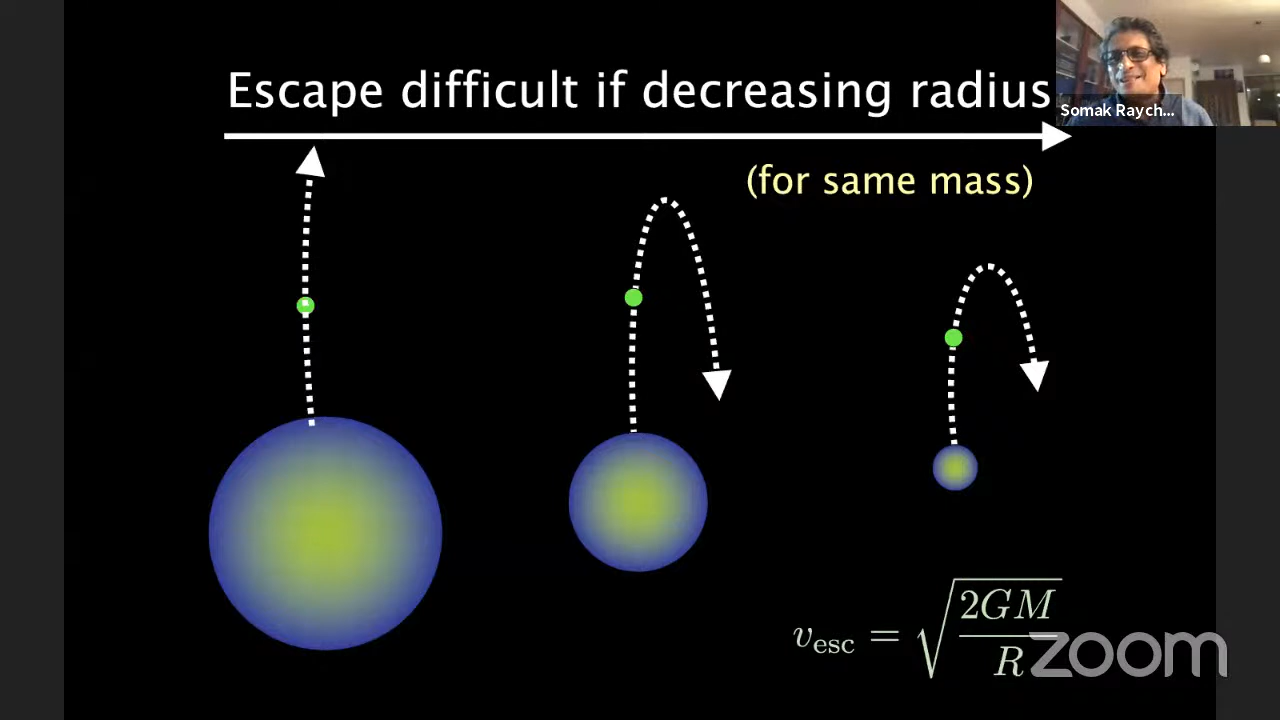 Escape difficult if decreasing radius
Somak Raych...
(for same mass)
v_esc = √(2GM/R)
zoom